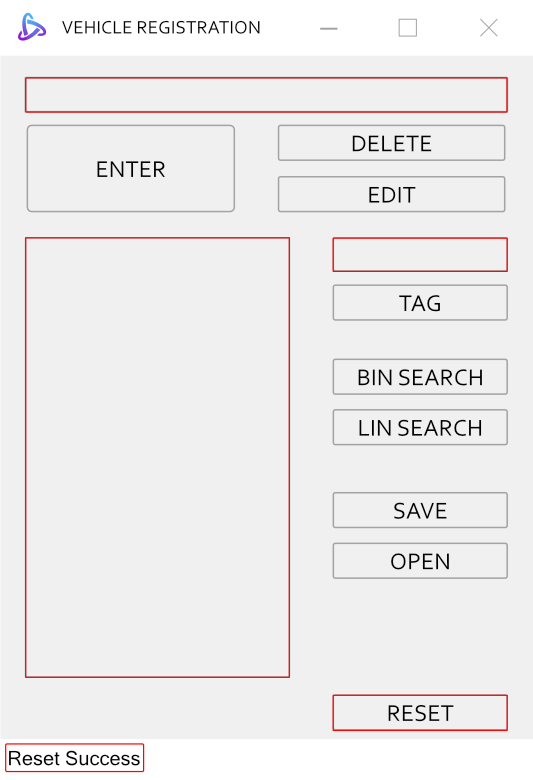 VEHICLE REGISTRATION
ENTER
DELETE
EDIT
TAG
BIN SEARCH
LIN SEARCH
SAVE
OPEN
RESET
Reset Success